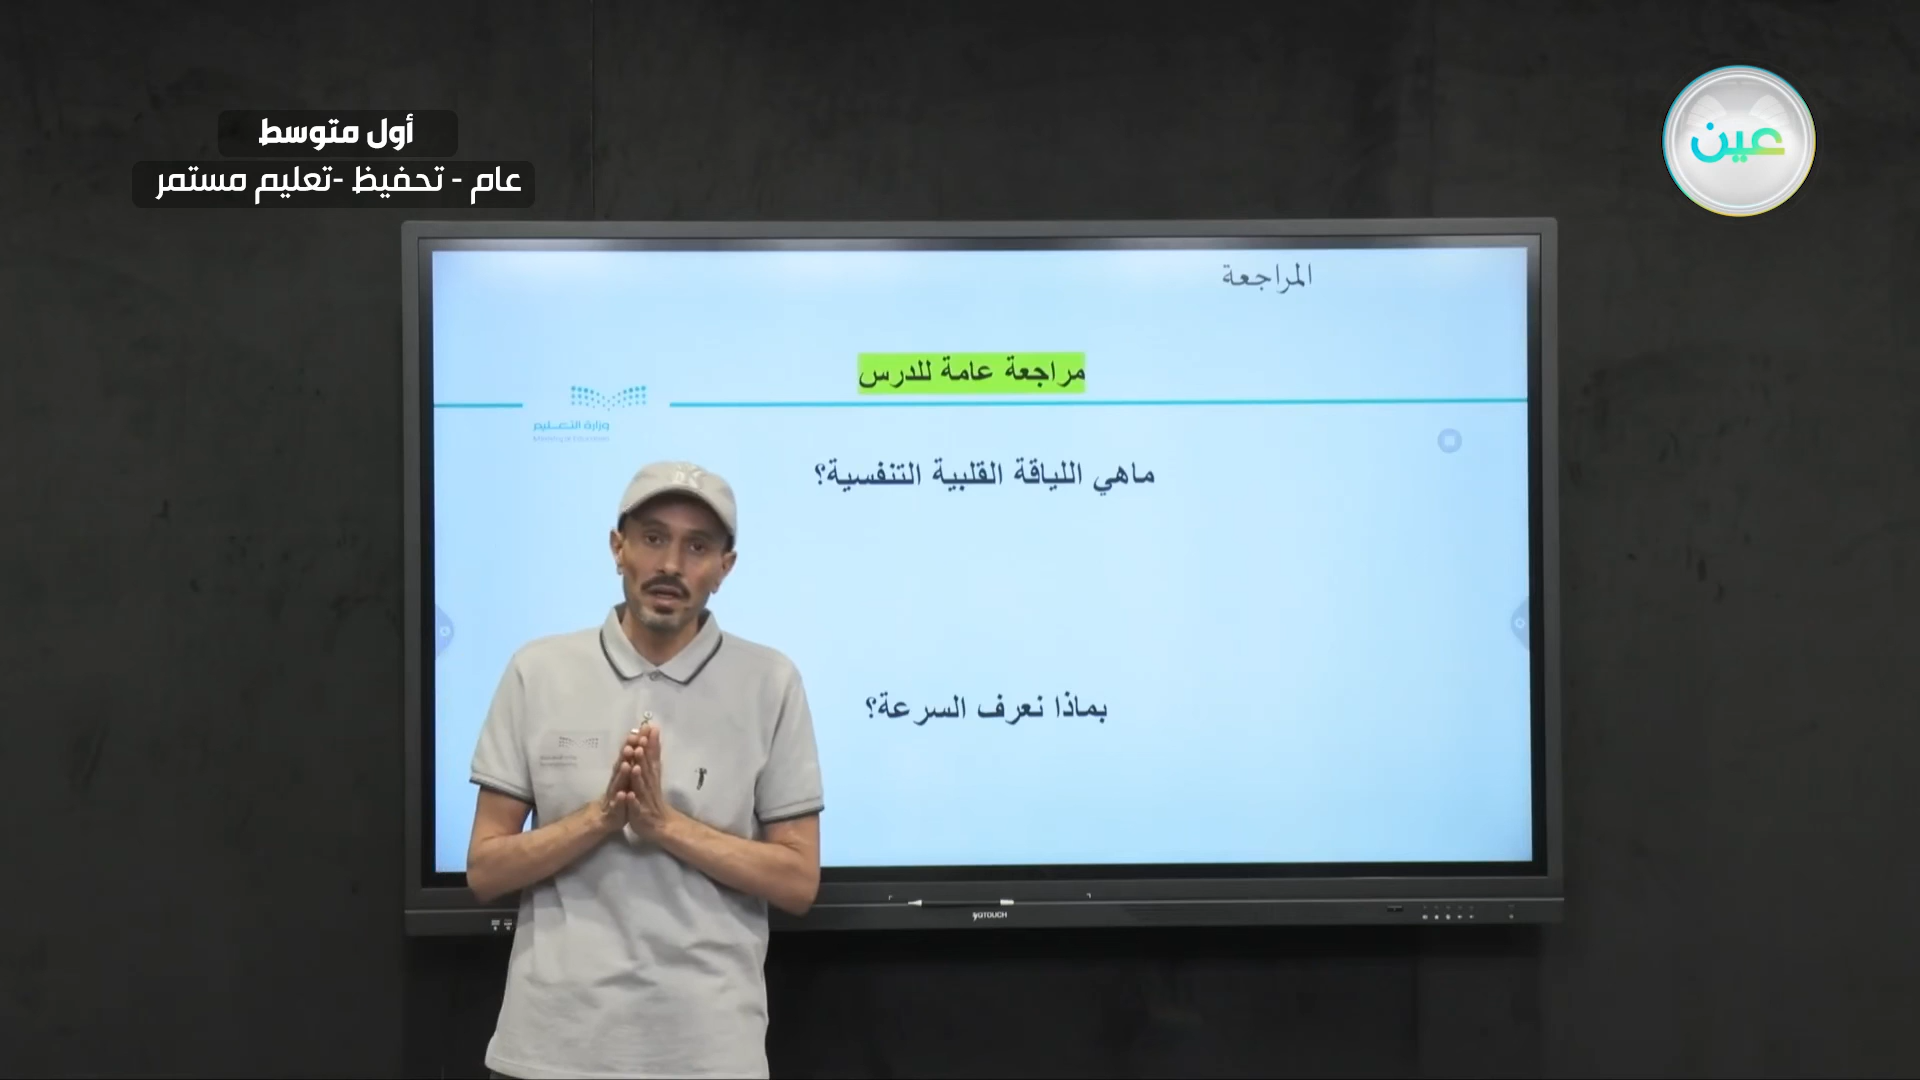 أول متوسط
عام - تحفيظ -تعليم مستمر
عين
المراجعة
مراجعة عامة للدرس
وزارة التعليم
ماهي اللياقة القلبية التنفسية؟
بماذا نعرف السرعة؟